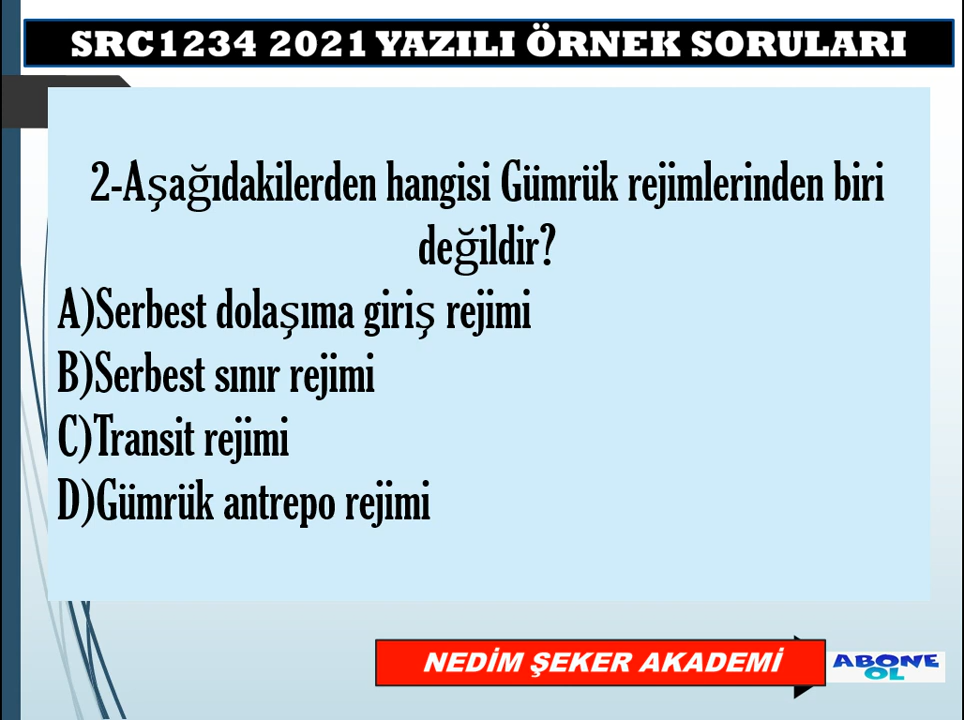 SRC1234 2021 YAZILI ÖRNEK SORULARI
2-Aşağıdakilerden hangisi Gümrük rejimlerinden biri
değildir?
A)Serbest dolaşıma giriş rejimi
B)Serbest sınır rejimi
C)Transit rejimi
D)Gümrük antrepo rejimi
NEDİM ŞEKER AKADEMİ
ABONE
OL